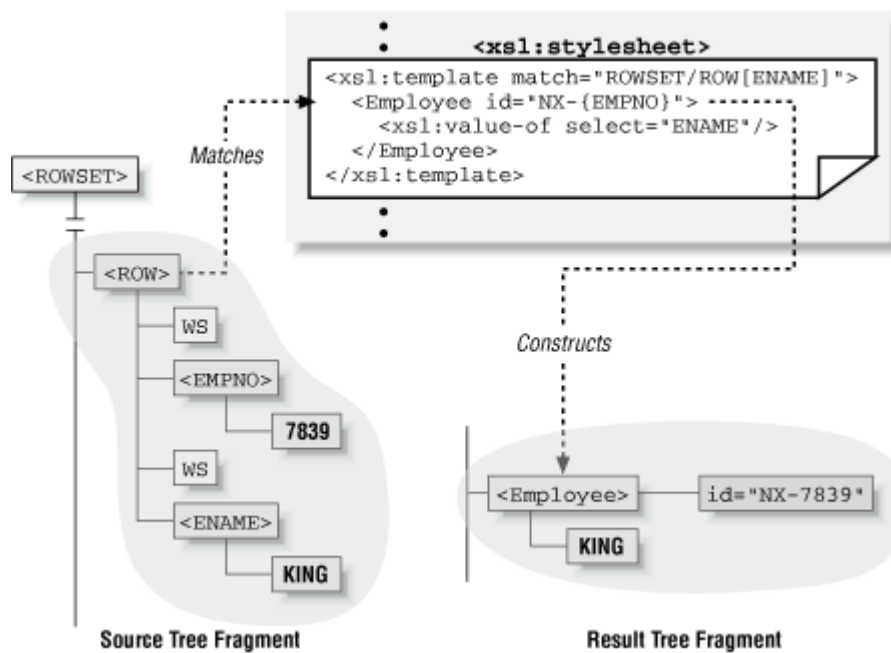 <xsl:stylesheet>
<xsl:template match="ROWSET/ROW[ENAME]">
<Employee id="NX-{EMPNO}">
<xsl:value-of select="ENAME"/>
</Employee>
</xsl:template>
Matches
<ROWSET>
<ROW>
WS
<EMPNO>
7839
WS
<ENAME>
KING
Constructs
<Employee> id="NX-7839"
KING
Source Tree Fragment
Result Tree Fragment